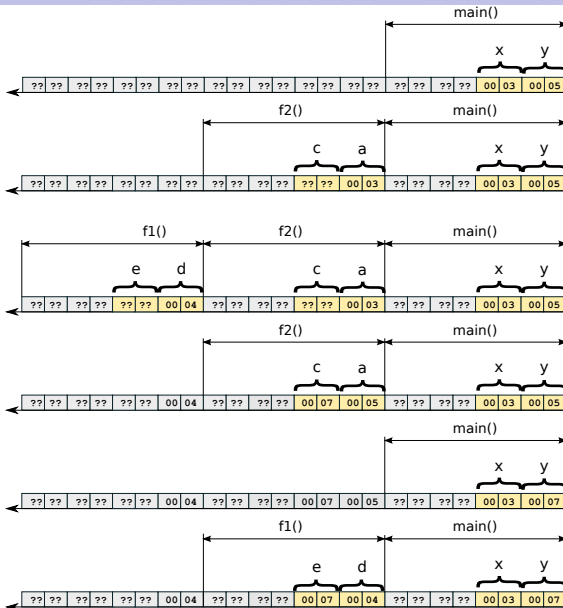 main()
x y
?? ?? ?? ?? ?? ?? ?? ?? ?? ?? ?? ?? ?? ?? ?? ?? ?? ?? ?? ?? 00 03 00 05
f2() main()
c a x y
?? ?? ?? ?? ?? ?? ?? ?? ?? ?? ?? ?? ?? ?? 00 03 ?? ?? ?? ?? 00 03 00 05
f1() f2() main()
e d c a x y
?? ?? ?? ?? ?? ?? 00 04 ?? ?? ?? ?? ?? ?? 00 03 ?? ?? ?? ?? 00 03 00 05
f2() main()
c a x y
?? ?? ?? ?? ?? ?? 00 04 ?? ?? ?? ?? 00 07 00 05 ?? ?? ?? ?? 00 03 00 05
main()
x y
?? ?? ?? ?? ?? ?? 00 04 ?? ?? ?? ?? 00 07 00 05 ?? ?? ?? ?? 00 03 00 07
f1() main()
e d x y
?? ?? ?? ?? ?? ?? 00 04 ?? ?? ?? ?? 00 07 00 04 ?? ?? ?? ?? 00 03 00 07